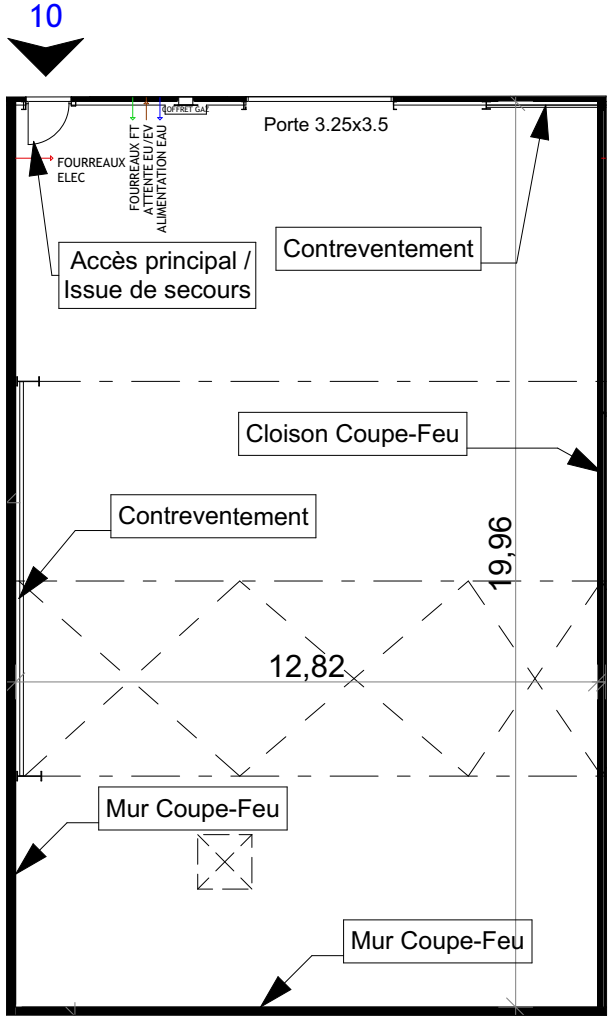 10
COFFRET GAZ
Porte 3.25x3.5
FOURREAUX
ELEC
FOURREAUX FT
ATTENTE EU/EV
ALIMENTATION EAU
Accès principal /
Issue de secours
Contreventement
Cloison Coupe-Feu
Contreventement
19,96
12,82
Mur Coupe-Feu
Mur Coupe-Feu